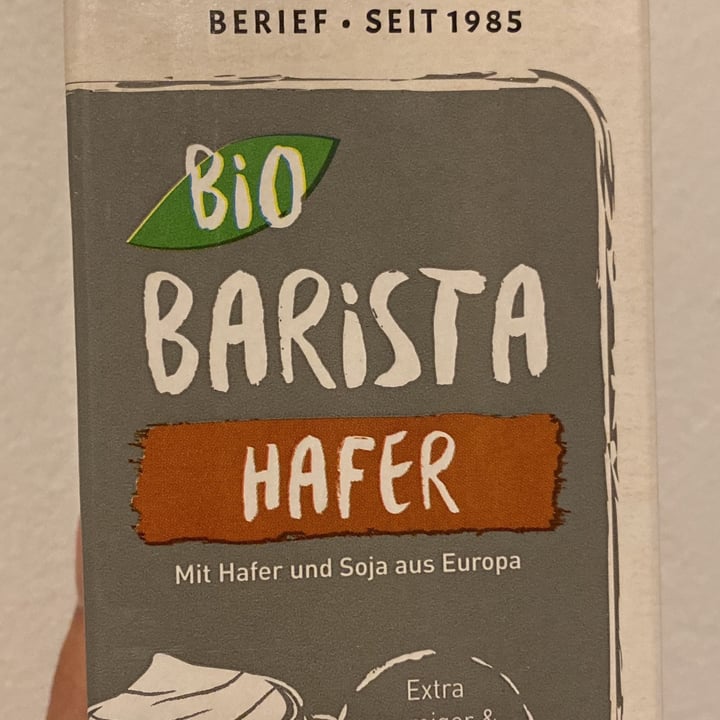 BERIEF • SEIT 1985
BiO
BARiSTA
HAFER
Mit Hafer und Soja aus Europa
Extra
&